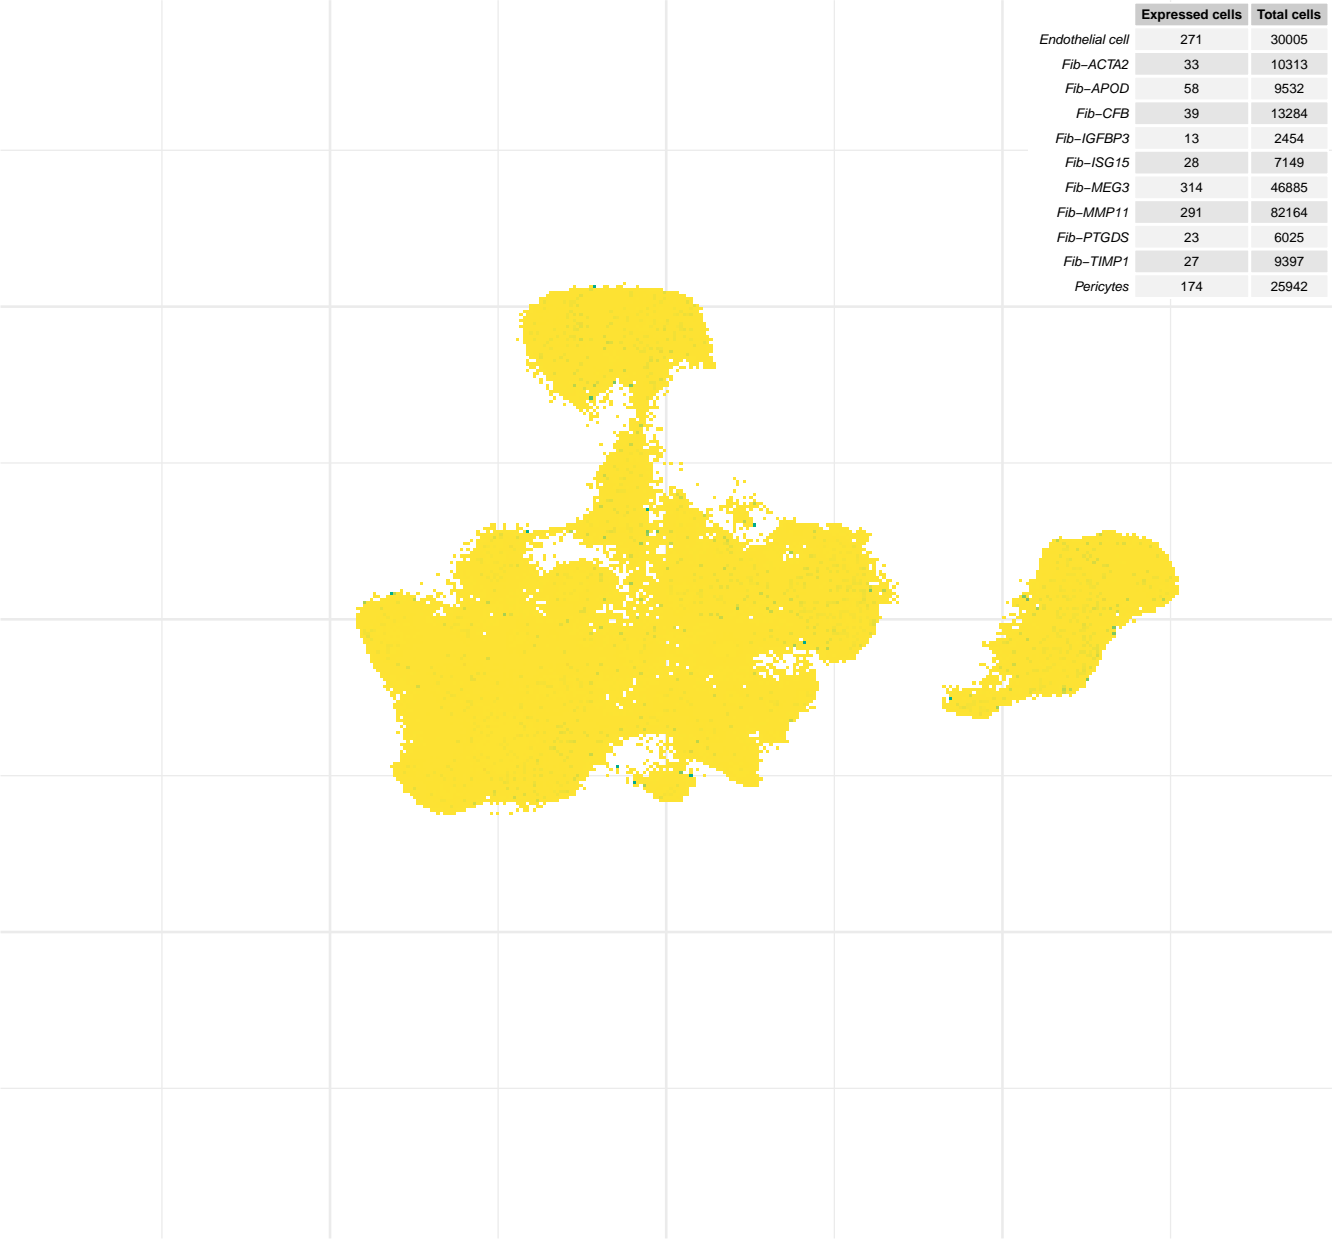 Expressed cells Total cells
Endothelial cell 271 30005
Fib−ACTA2 33 10313
Fib−APOD 58 9532
Fib−CFB 39 13284
Fib−IGFBP3 13 2454
Fib−ISG15 28 7149
Fib−MEG3 314 46885
Fib−MMP11 291 82164
Fib−PTGDS 23 6025
Fib−TIMP1 27 9397
Pericytes 174 25942